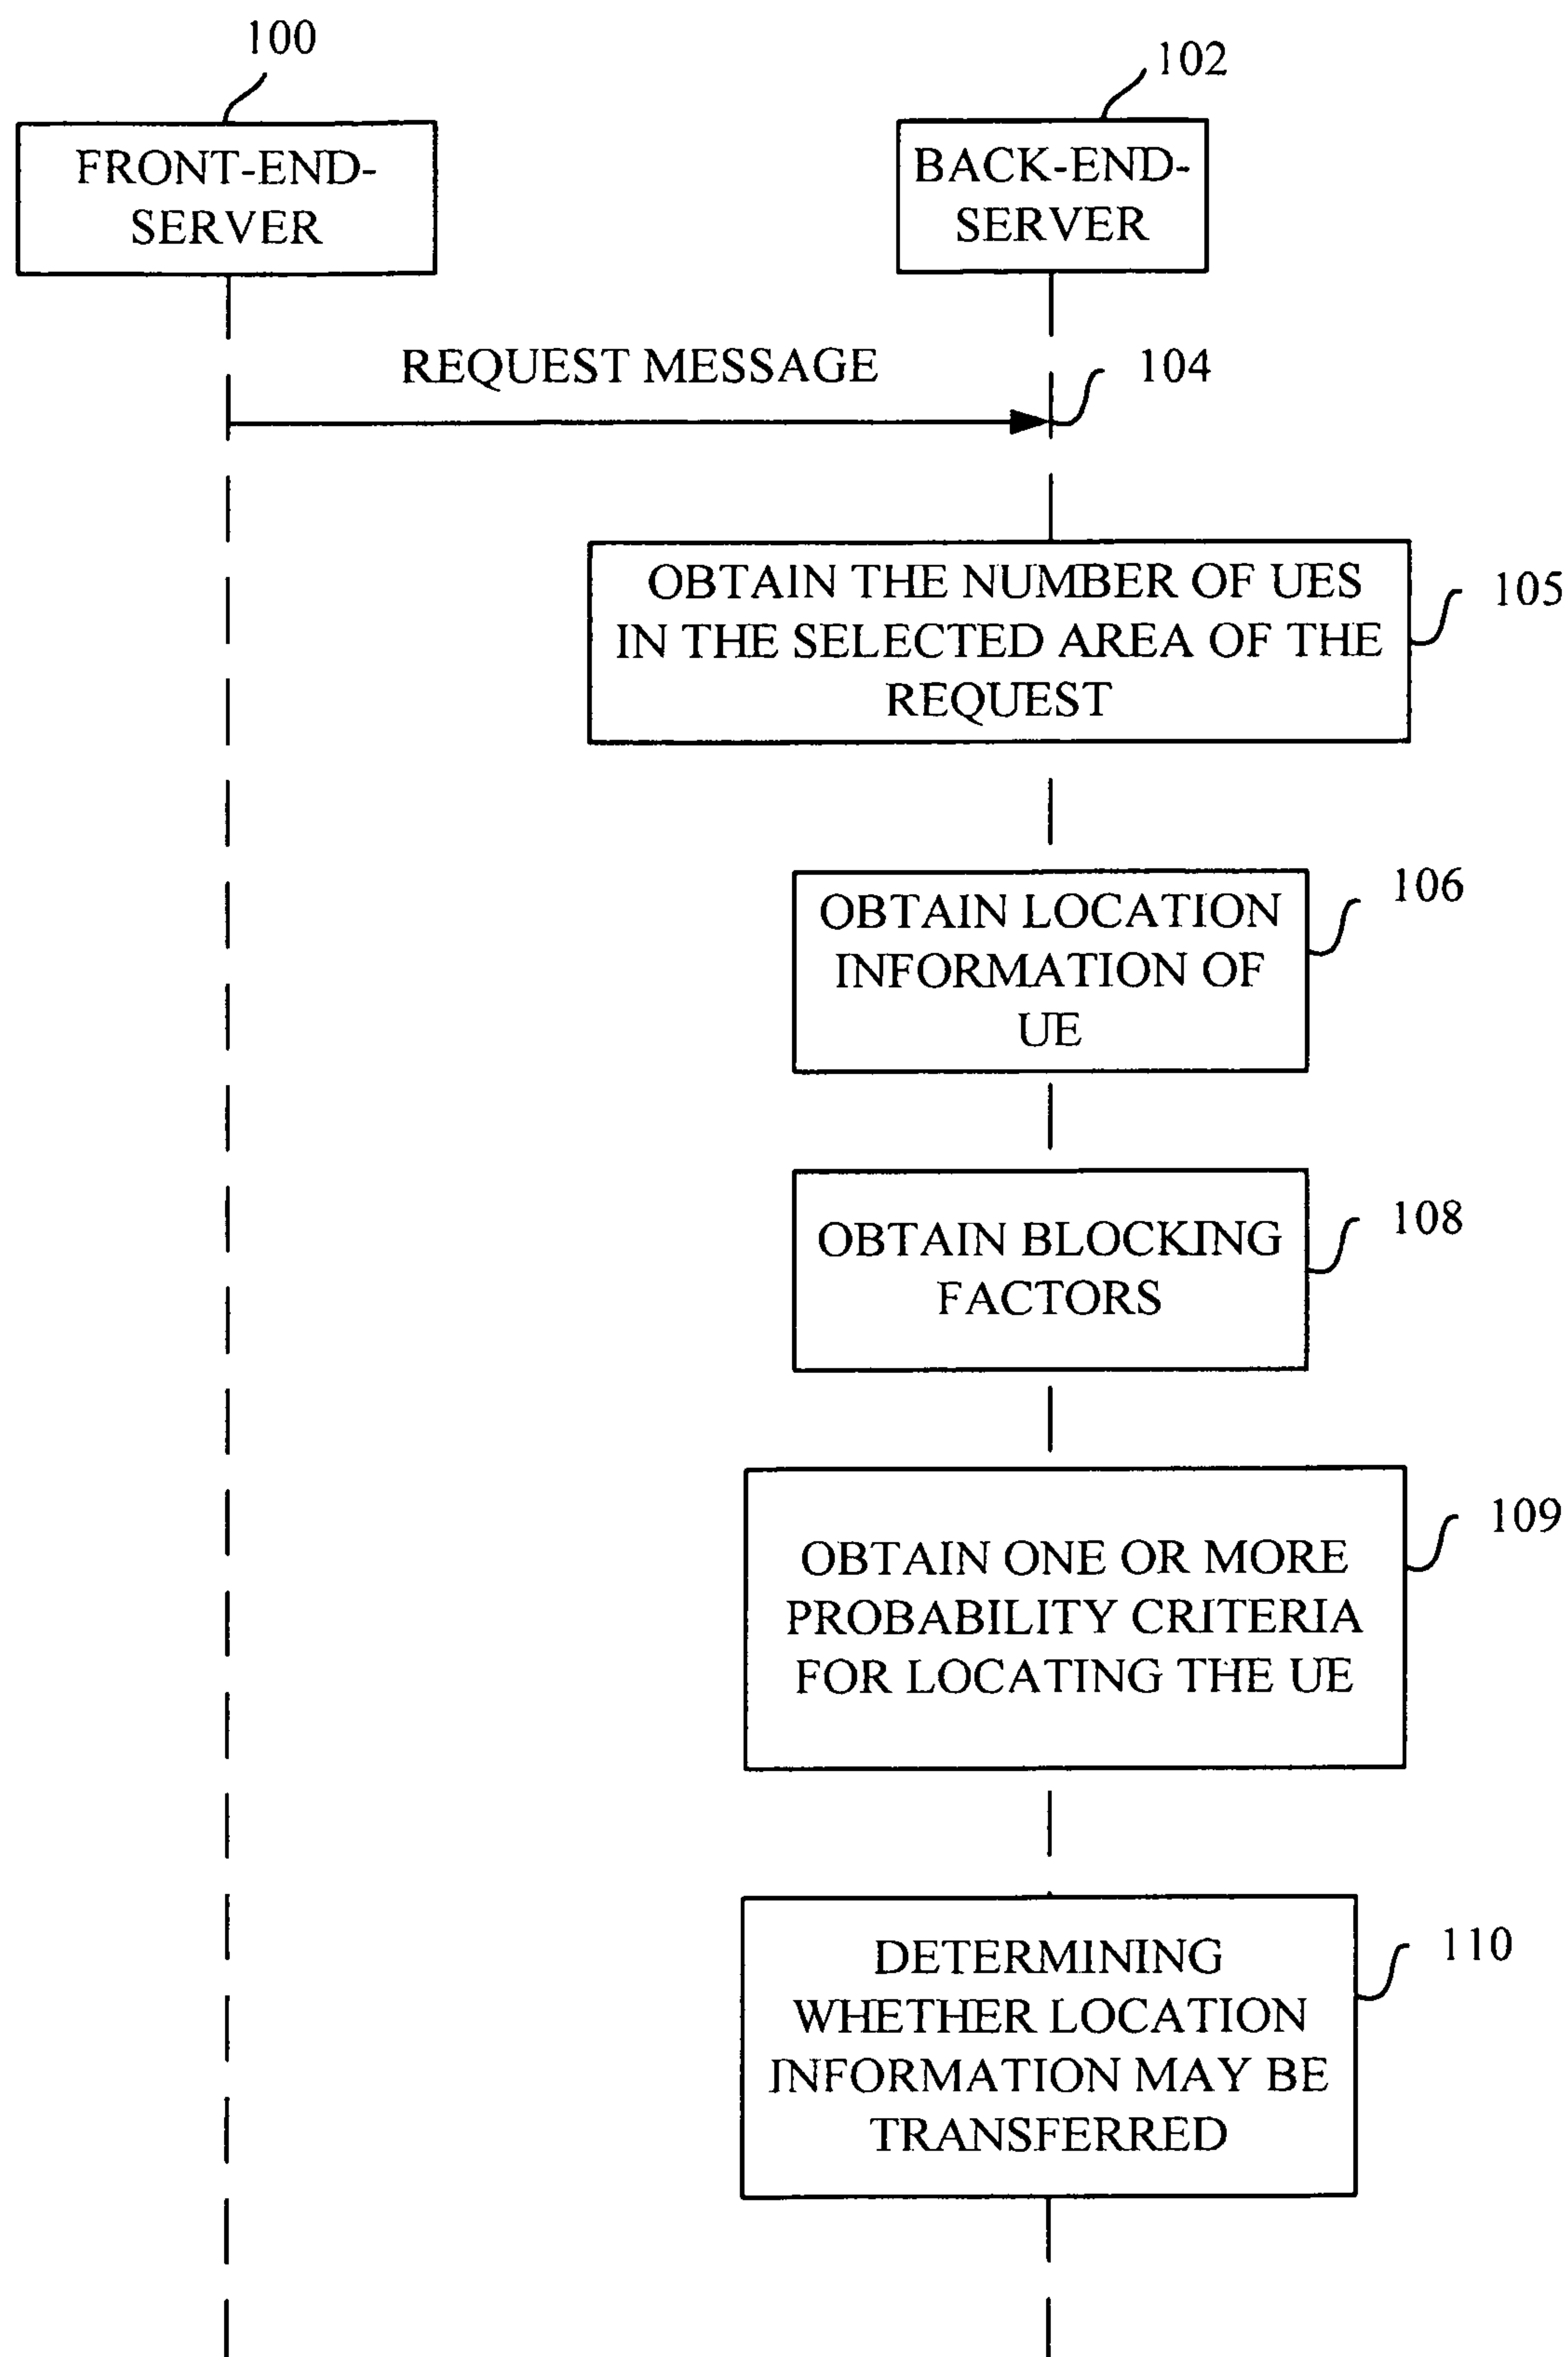 100
102
FRONT-END-
SERVER
BACK-END-
SERVER
REQUEST MESSAGE
104
OBTAIN THE NUMBER OF UES
IN THE SELECTED AREA OF THE
REQUEST
105
OBTAIN LOCATION
INFORMATION OF
UE
106
OBTAIN BLOCKING
FACTORS
108
OBTAIN ONE OR MORE
PROBABILITY CRITERIA
FOR LOCATING THE UE
109
DETERMINING
WHETHER LOCATION
INFORMATION MAY BE
TRANSFERRED
110